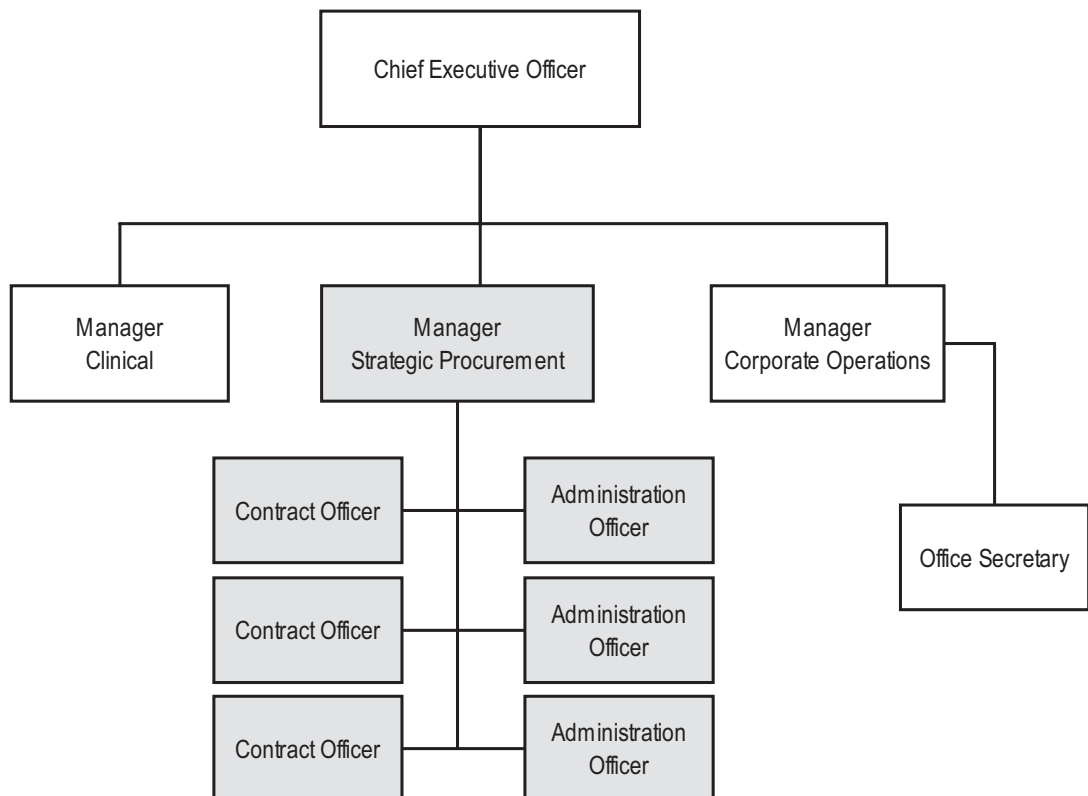 Chief Executive Officer
Manager
Clinical
Manager
Strategic Procurement
Manager
Corporate Operations
Contract Officer
Administration
Officer
Office Secretary
Contract Officer
Administration
Officer
Contract Officer
Administration
Officer